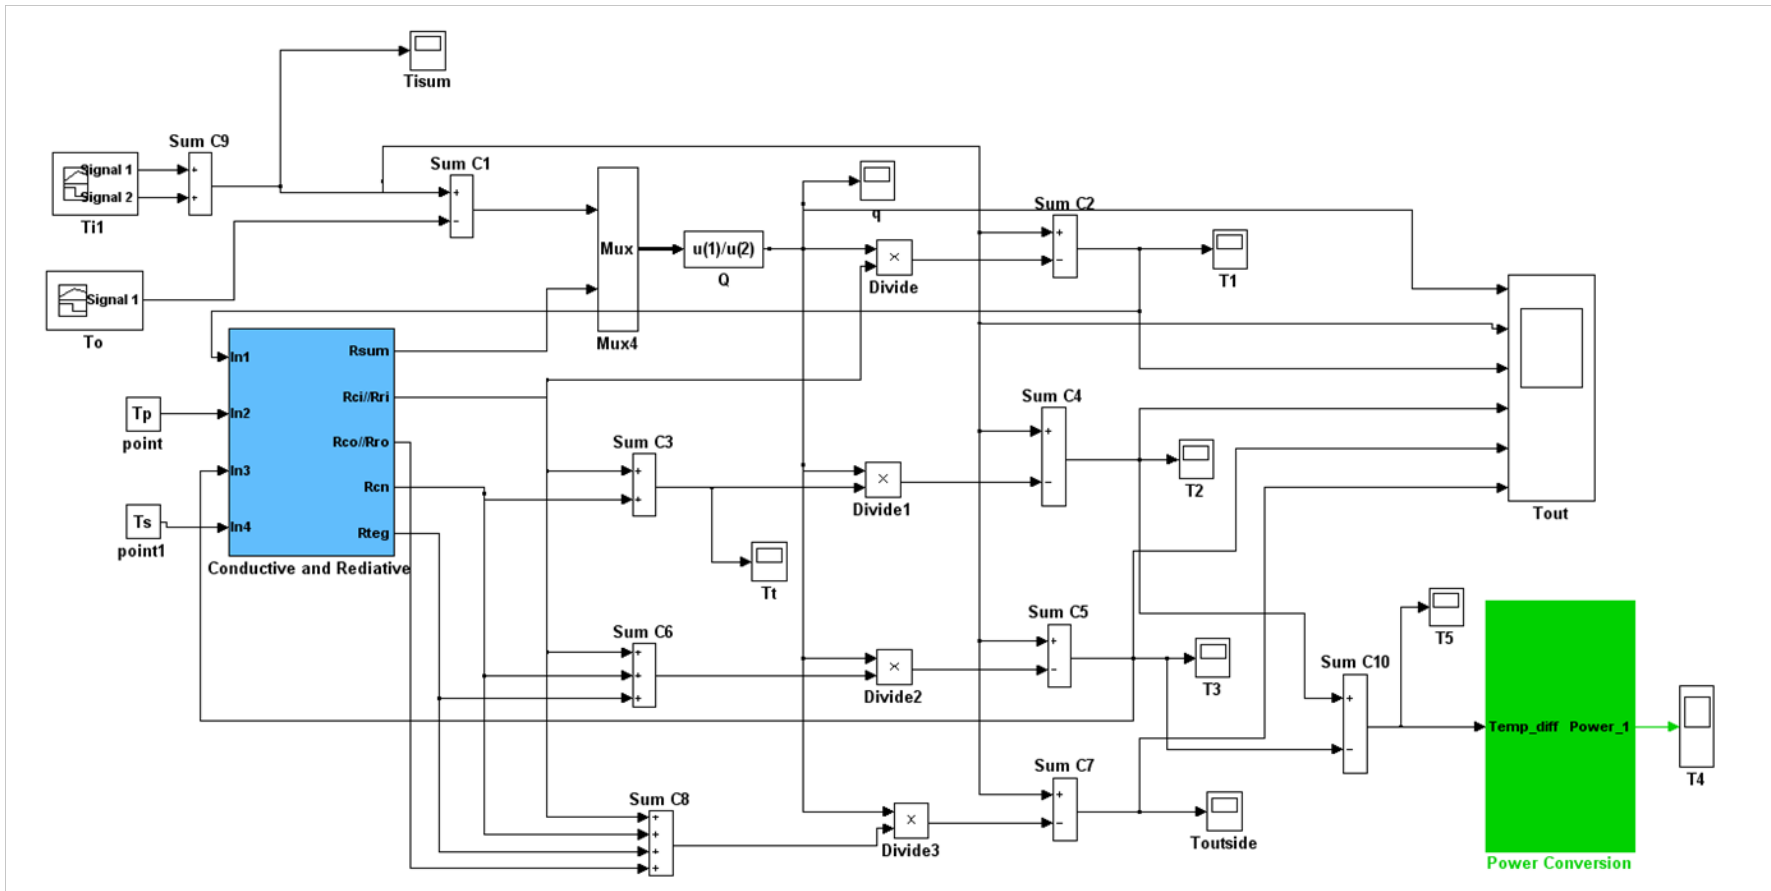 Tisum
Sum C9
Signal 1
Signal 2
+
+
Ti1
Sum C1
+
−
Signal 1
To
Mux
Mux4
u(1)/u(2)
Q
q
×
Divide
Sum C2
+
−
T1
In1
In2
In3
In4
Rsum
Rci//Rri
Rco//Rro
Rcn
Rteg
Conductive and Rediative
Tp
point
Ts
point1
Sum C3
+
+
Tt
×
Divide1
Sum C4
+
−
T2
Tout
Sum C6
+
+
+
×
Divide2
Sum C5
+
−
T3
Sum C8
+
+
+
+
×
Divide3
Sum C7
+
−
Toutside
Sum C10
+
−
T5
Temp_diff Power_1
Power Conversion
T4